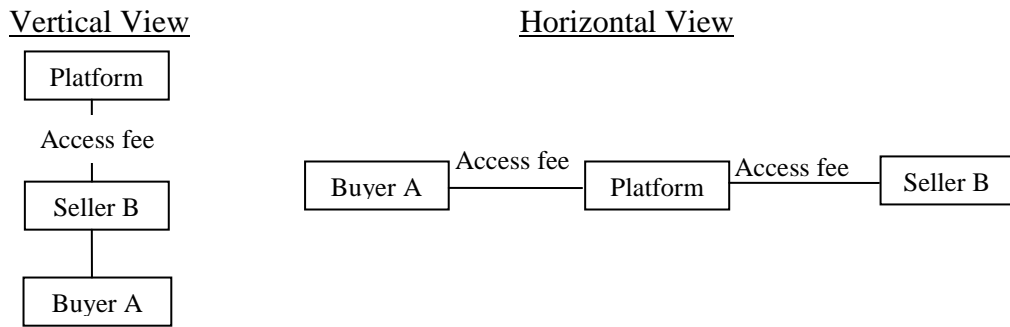 Vertical View
Platform
Access fee
Seller B
Buyer A
Horizontal View
Buyer A
Access fee
Platform
Access fee
Seller B